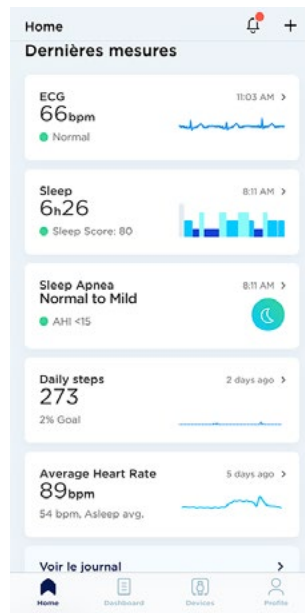 Home
Dernières mesures
ECG
11:03 AM
66bpm
Normal
Sleep
8:11 AM
6h26
Sleep Score: 80
Sleep Apnea
8:11 AM
Normal to Mild
AHI <15
Daily steps
2 days ago
273
2% Goal
Average Heart Rate
5 days ago
89bpm
54 bpm, Asleep avg.
Voir le journal
Home Dashboard Devices Profile